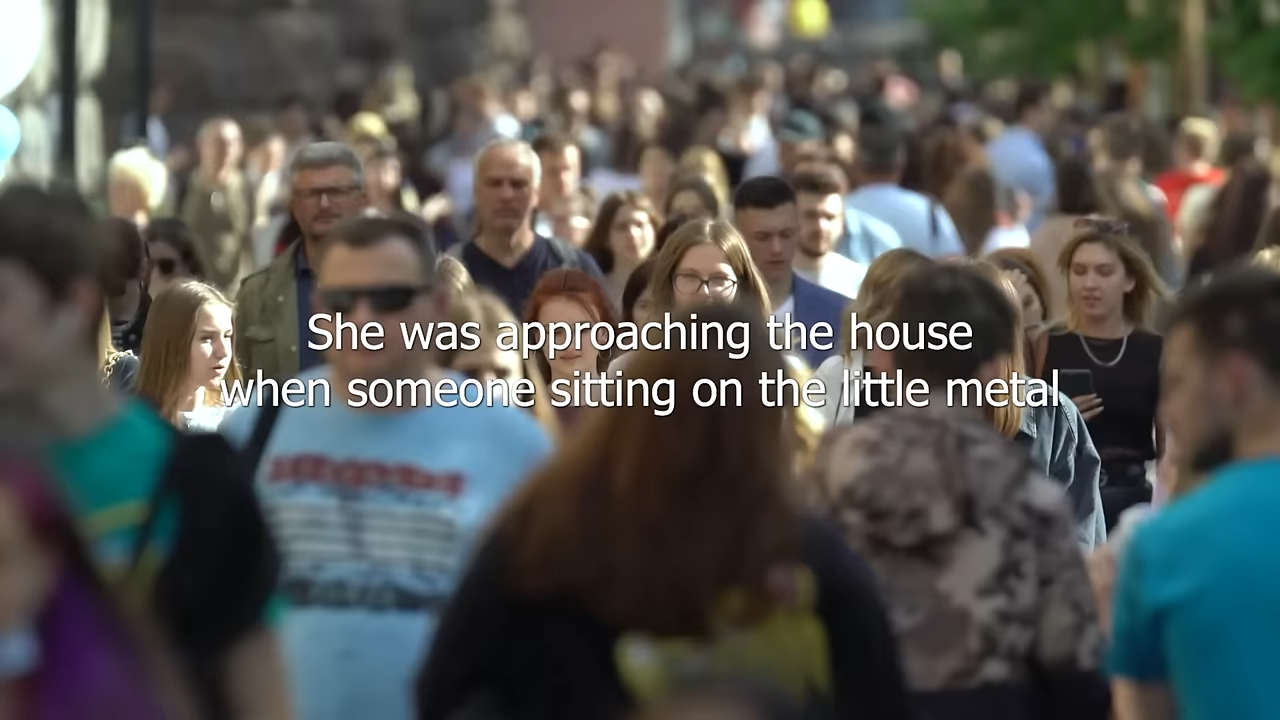 She was approaching the house
when someone sitting on the little metal